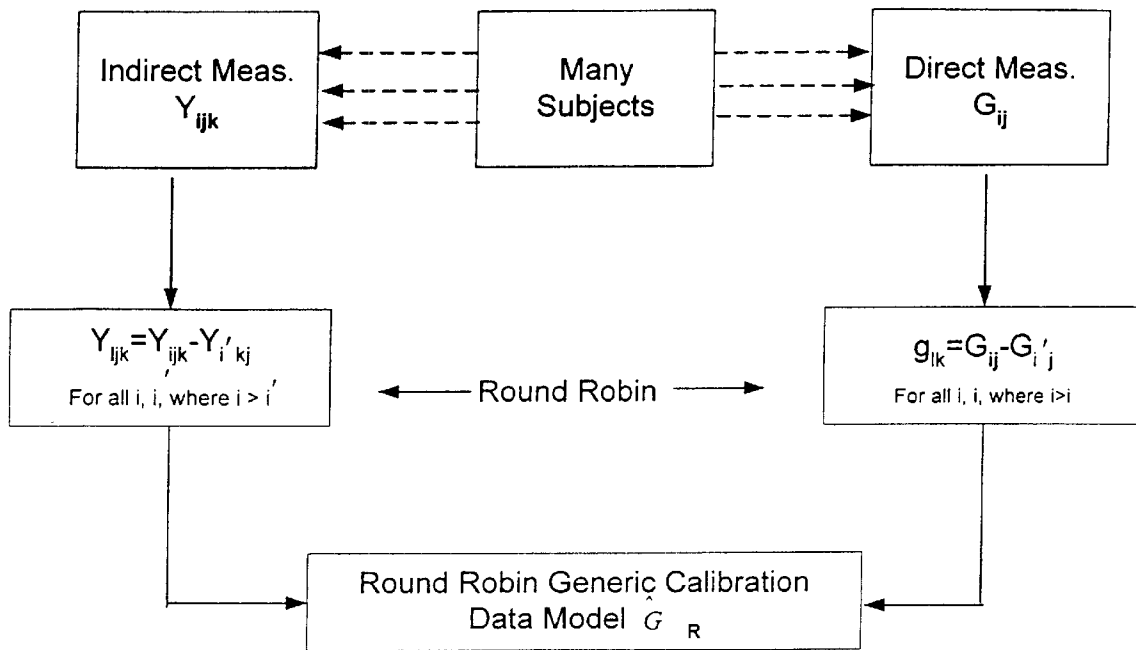 Indirect Meas.
Y_ijk
Many
Subjects
Direct Meas.
G_ij
Y_ljk=Y_ijk-Y_i'kj
For all i, i', where i > i'
Round Robin
g_lk=G_ij-G_i'j
For all i, i, where i>i
Round Robin Generic Calibration
Data Model Ĝ_R